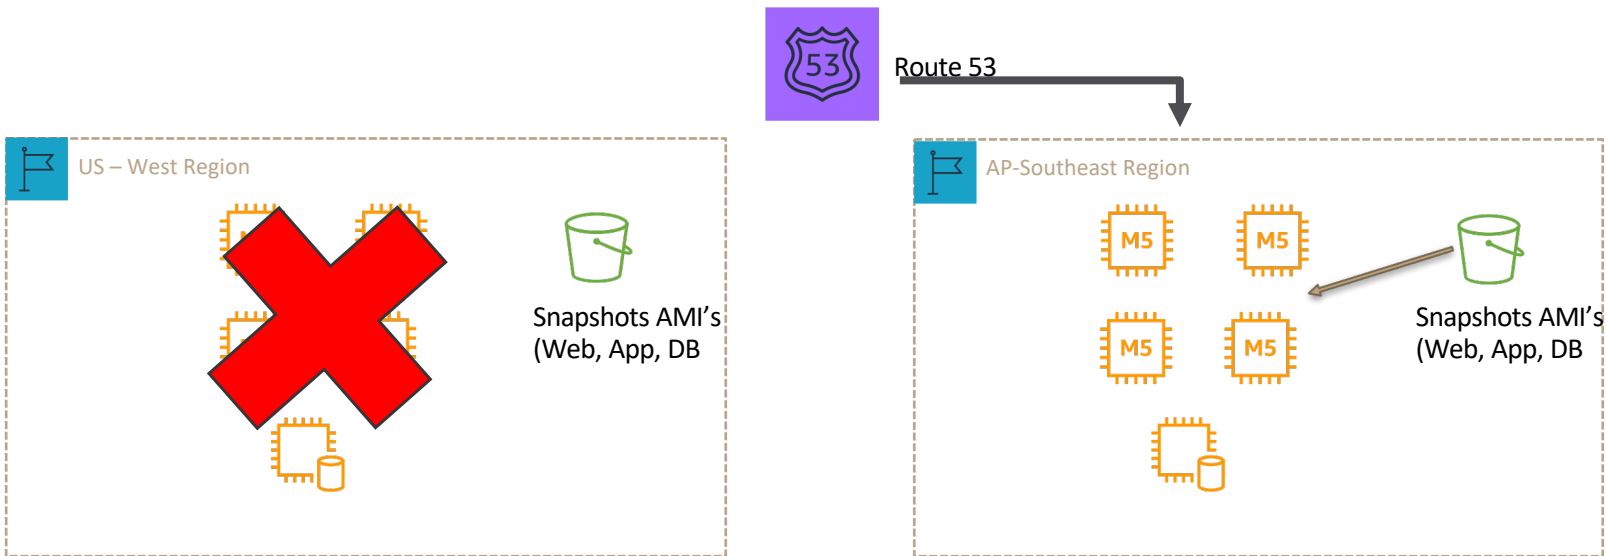 53
Route 53
US – West Region
Snapshots AMI’s
(Web, App, DB
AP-Southeast Region
M5
M5
M5
M5
Snapshots AMI’s
(Web, App, DB